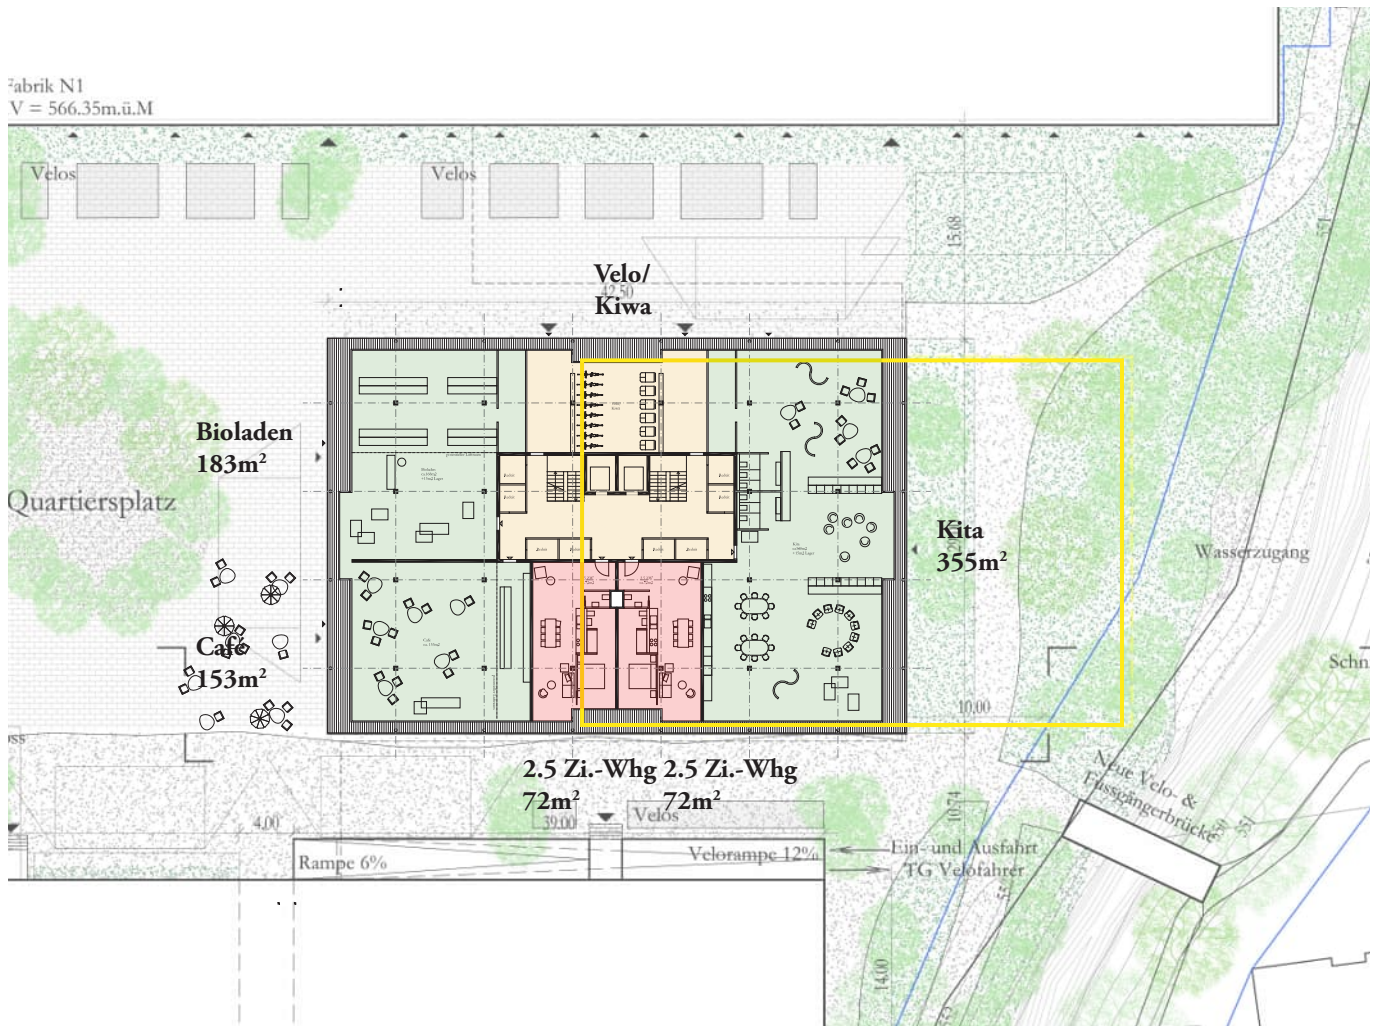 Fabrik N1
V = 566.35m.ü.M
Velos
Velos
15.68
551
Velo/
Kiwa
42.50
Bioladen
183m²
Quartiersplatz
Kita
355m²
Wasserzugang
Café
153m²
Schn
10.00
2.5 Zi.-Whg 2.5 Zi.-Whg
72m² 72m²
Neue Velo- &
Fussgängerbrücke
551
4.00
39.00
Velos
10.74
Rampe 6%
Velorampe 12%
Ein- und Ausfahrt
TG Velofahrer
14.00